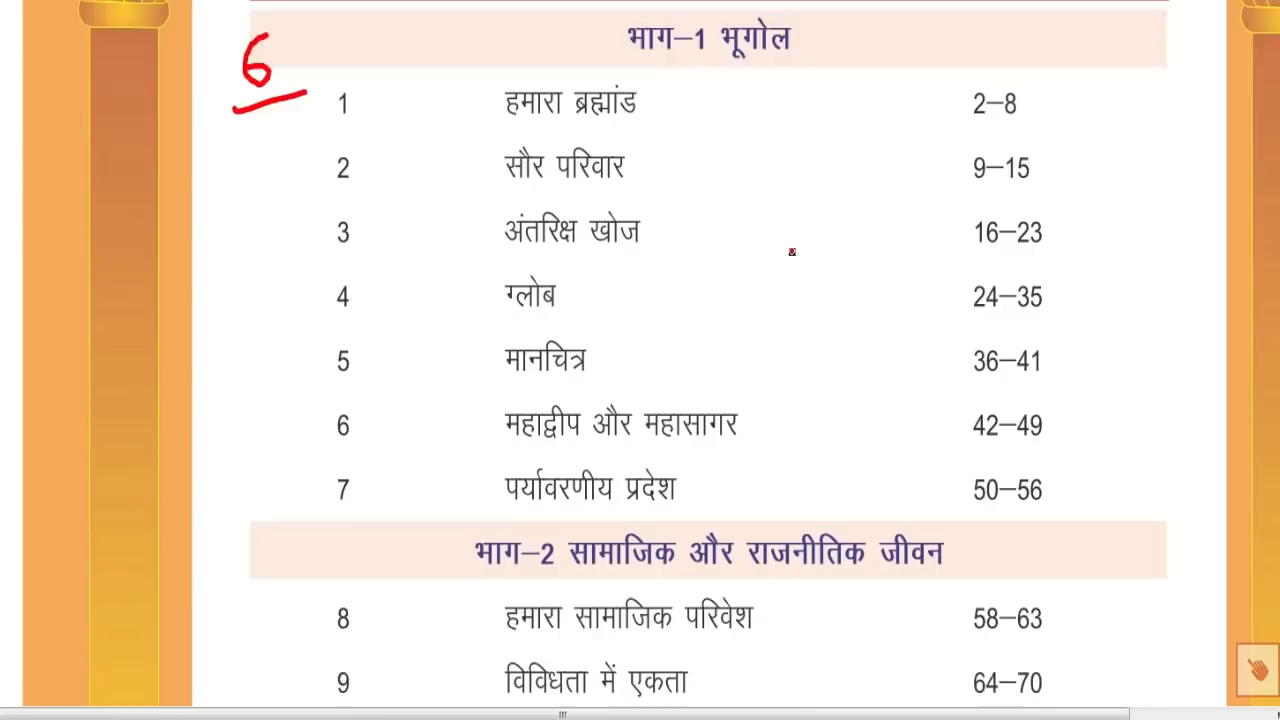 भाग–1 भूगोल
6
1 हमारा ब्रह्मांड 2–8
2 सौर परिवार 9–15
3 अंतरिक्ष खोज 16–23
4 ग्लोब 24–35
5 मानचित्र 36–41
6 महाद्वीप और महासागर 42–49
7 पर्यावरणीय प्रदेश 50–56
भाग–2 सामाजिक और राजनीतिक जीवन
8 हमारा सामाजिक परिवेश 58–63
9 विविधता में एकता 64–70